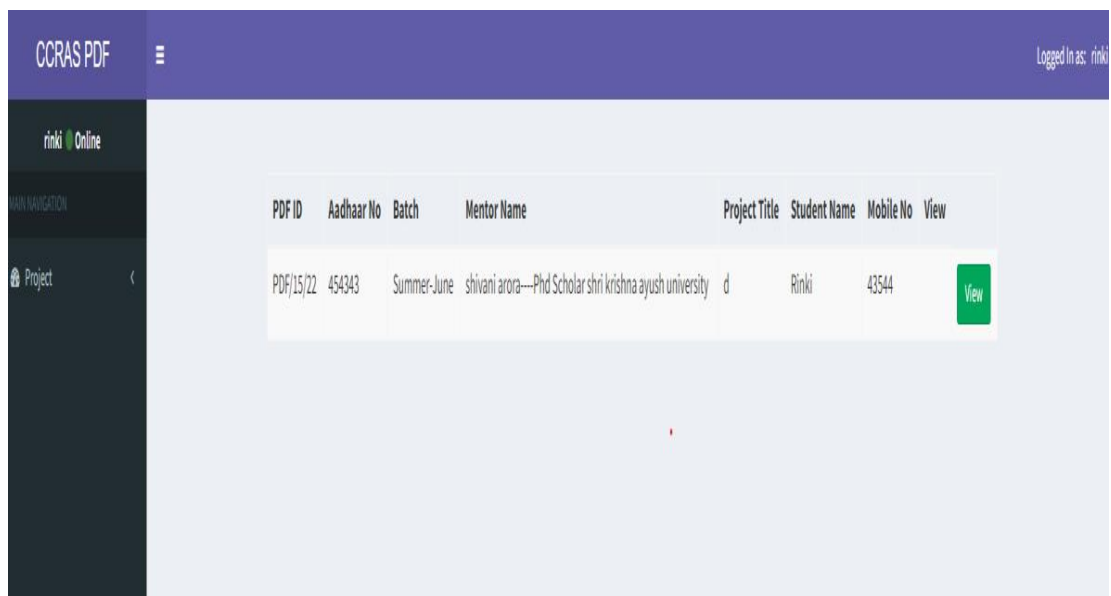 CCRAS PDF
Logged In as: rinki
rinki Online
MAIN NAVIGATION
Project
PDF ID Aadhaar No Batch Mentor Name Project Title Student Name Mobile No View
PDF/15/22 454343 Summer-June shivani arora----Phd Scholar shri krishna ayush university d Rinki 43544 View